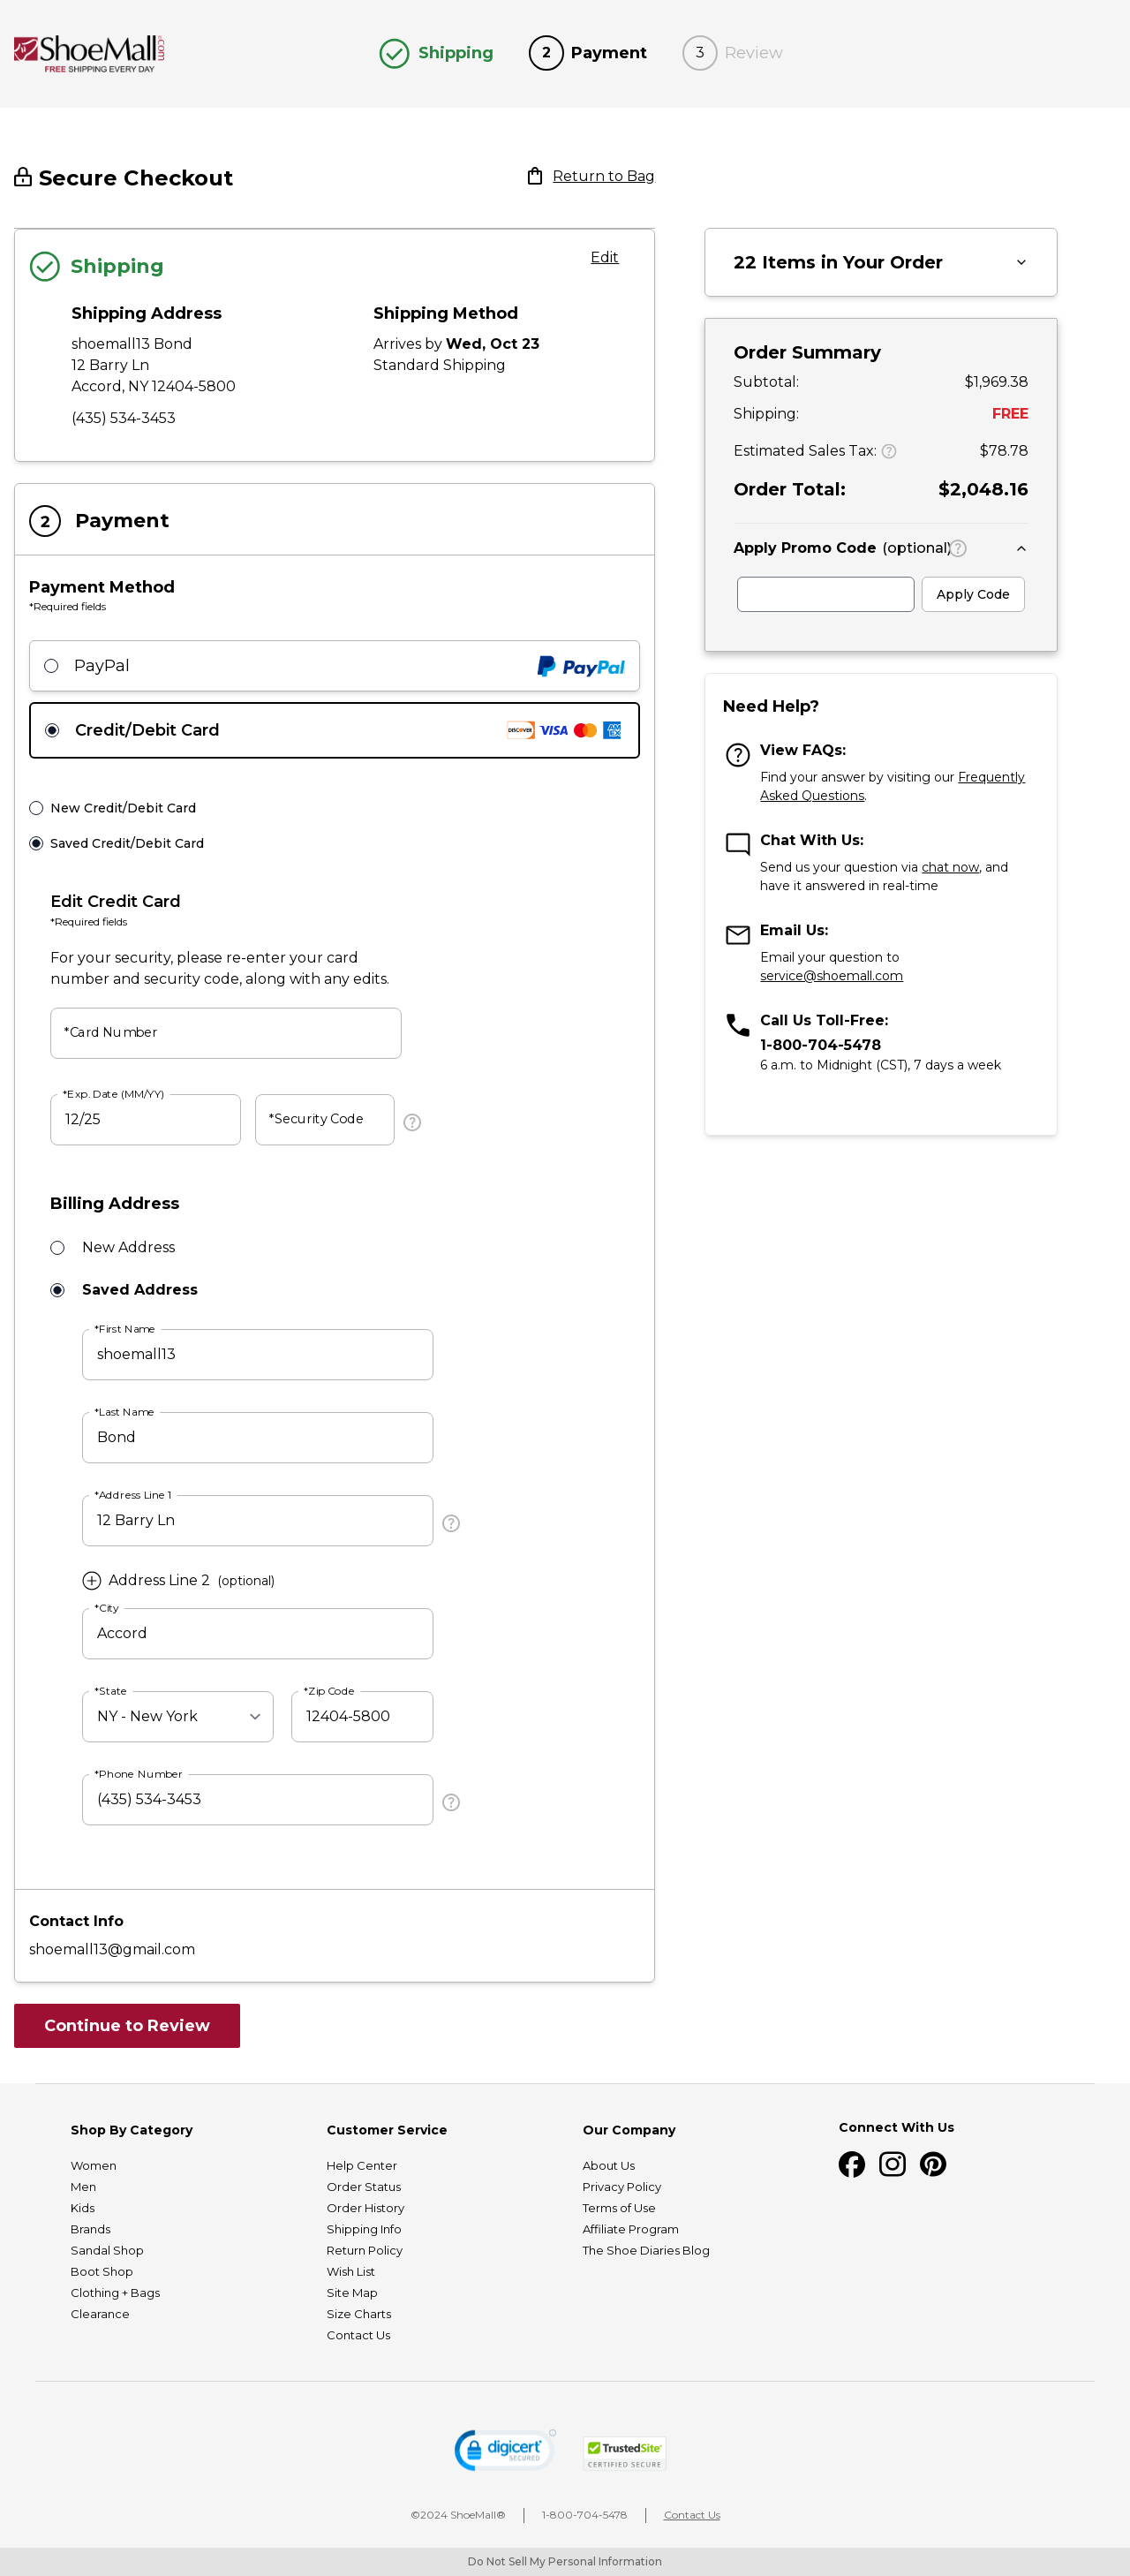 ShoeMall.com
FREE SHIPPING EVERY DAY
Shipping
2 Payment
3 Review
Secure Checkout
Return to Bag
Shipping
Edit
Shipping Address
shoemall13 Bond
12 Barry Ln
Accord, NY 12404-5800
(435) 534-3453
Shipping Method
Arrives by Wed, Oct 23
Standard Shipping
2 Payment
Payment Method
*Required fields
PayPal
PayPal
Credit/Debit Card
DISCOVER VISA AMEX
New Credit/Debit Card
Saved Credit/Debit Card
Edit Credit Card
*Required fields
For your security, please re-enter your card
number and security code, along with any edits.
*Card Number
*Exp. Date (MM/YY)
12/25
*Security Code
?
Billing Address
New Address
Saved Address
*First Name
shoemall13
*Last Name
Bond
*Address Line 1
12 Barry Ln
?
Address Line 2 (optional)
*City
Accord
*State
NY - New York
*Zip Code
12404-5800
*Phone Number
(435) 534-3453
?
Contact Info
shoemall13@gmail.com
Continue to Review
22 Items in Your Order
Order Summary
Subtotal: $1,969.38
Shipping: FREE
Estimated Sales Tax: ? $78.78
Order Total: $2,048.16
Apply Promo Code (optional) ?
Apply Code
Need Help?
?
View FAQs:
Find your answer by visiting our Frequently
Asked Questions.
Chat With Us:
Send us your question via chat now, and
have it answered in real-time
Email Us:
Email your question to
service@shoemall.com
Call Us Toll-Free:
1-800-704-5478
6 a.m. to Midnight (CST), 7 days a week
Shop By Category
Women
Men
Kids
Brands
Sandal Shop
Boot Shop
Clothing + Bags
Clearance
Customer Service
Help Center
Order Status
Order History
Shipping Info
Return Policy
Wish List
Site Map
Size Charts
Contact Us
Our Company
About Us
Privacy Policy
Terms of Use
Affiliate Program
The Shoe Diaries Blog
Connect With Us
digicert
SECURED
TrustedSite
CERTIFIED SECURE
©2024 ShoeMall®
1-800-704-5478
Contact Us
Do Not Sell My Personal Information